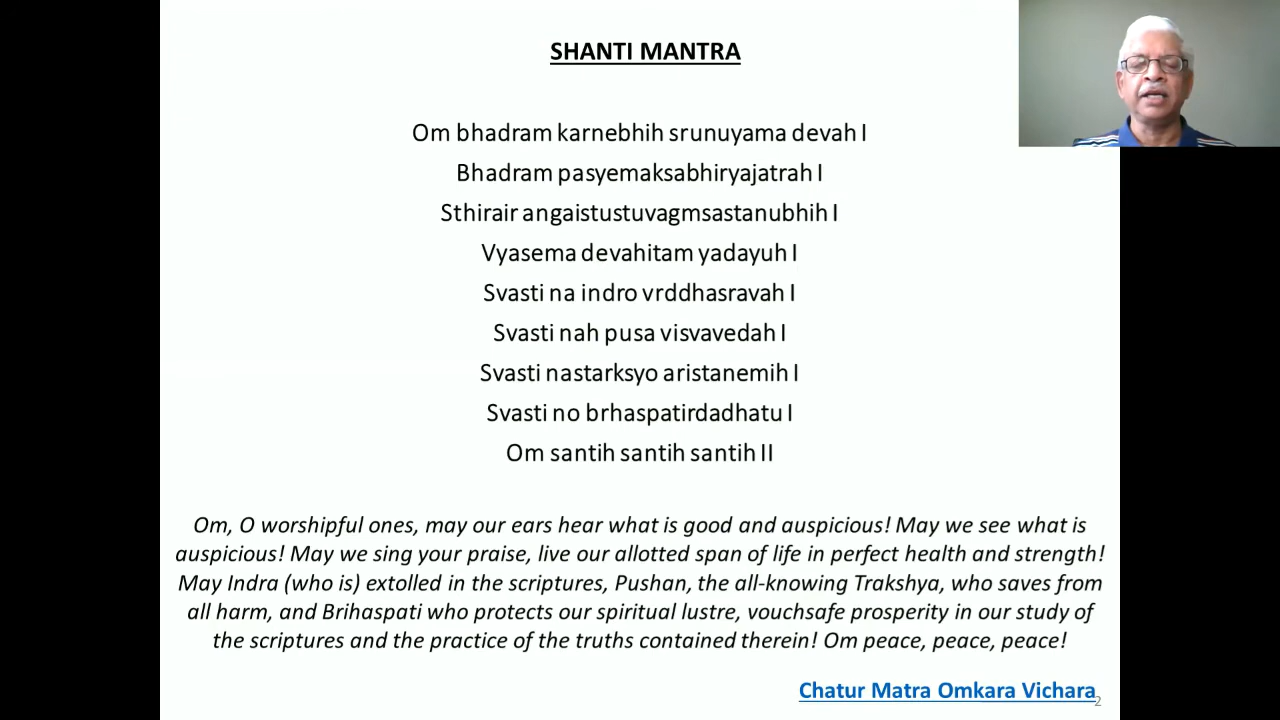 SHANTI MANTRA
Om bhadram karnebhih srunuyama devah I
Bhadram pasyemaksabhiryajatrah I
Sthirair angaistustuvagmsastanubhih I
Vyasema devahitam yadayuh I
Svasti na indro vrddhasravah I
Svasti nah pusa visvavedah I
Svasti nastarksyo aristanemih I
Svasti no brhaspatirdadhatu I
Om santih santih santih II
Om, O worshipful ones, may our ears hear what is good and auspicious! May we see what is
auspicious! May we sing your praise, live our allotted span of life in perfect health and strength!
May Indra (who is) extolled in the scriptures, Pushan, the all-knowing Trakshya, who saves from
all harm, and Brihaspati who protects our spiritual lustre, vouchsafe prosperity in our study of
the scriptures and the practice of the truths contained therein! Om peace, peace, peace!
Chatur Matra Omkara Vichara
2